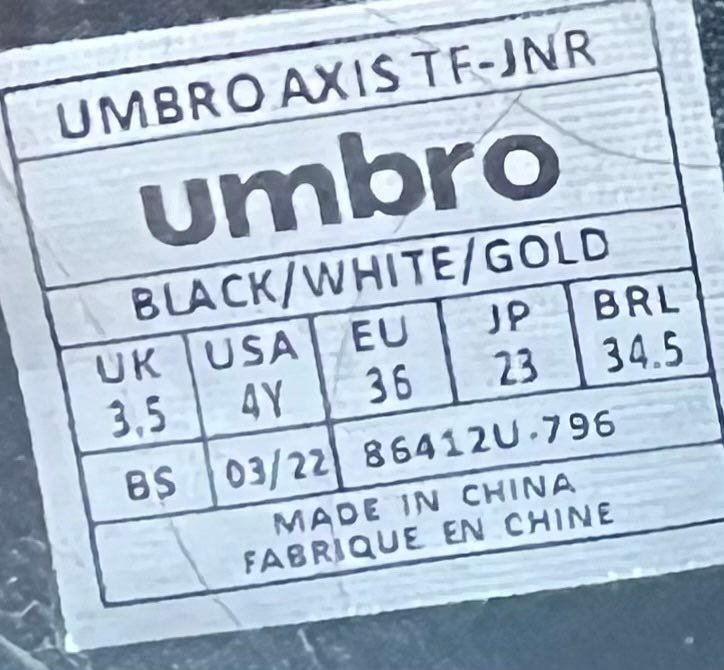 UMBRO AXIS TF-JNR
umbro
BLACK/WHITE/GOLD
UK USA EU JP BRL
3.5 4Y 36 23 34.5
BS 03/22 86412U-796
MADE IN CHINA
FABRIQUE EN CHINE